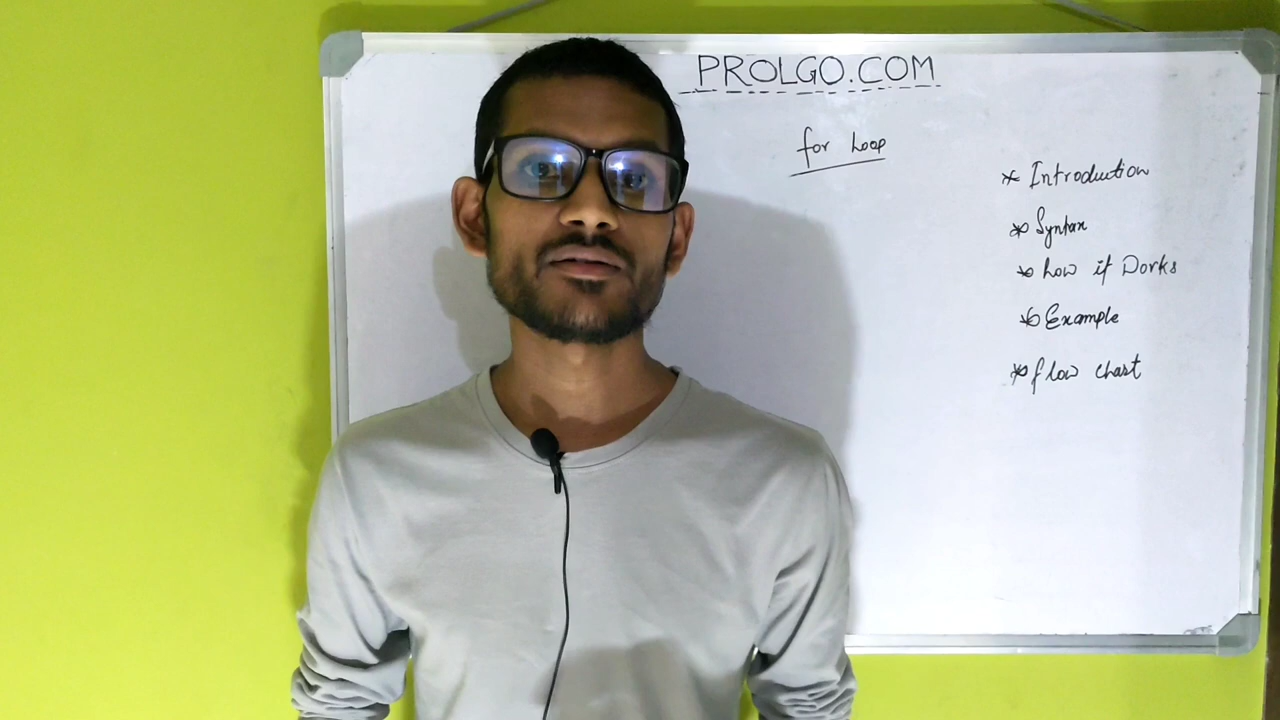 PROLGO.COM
for Loop
* Introduction
* Syntax
* how it Works
* Example
* flow chart